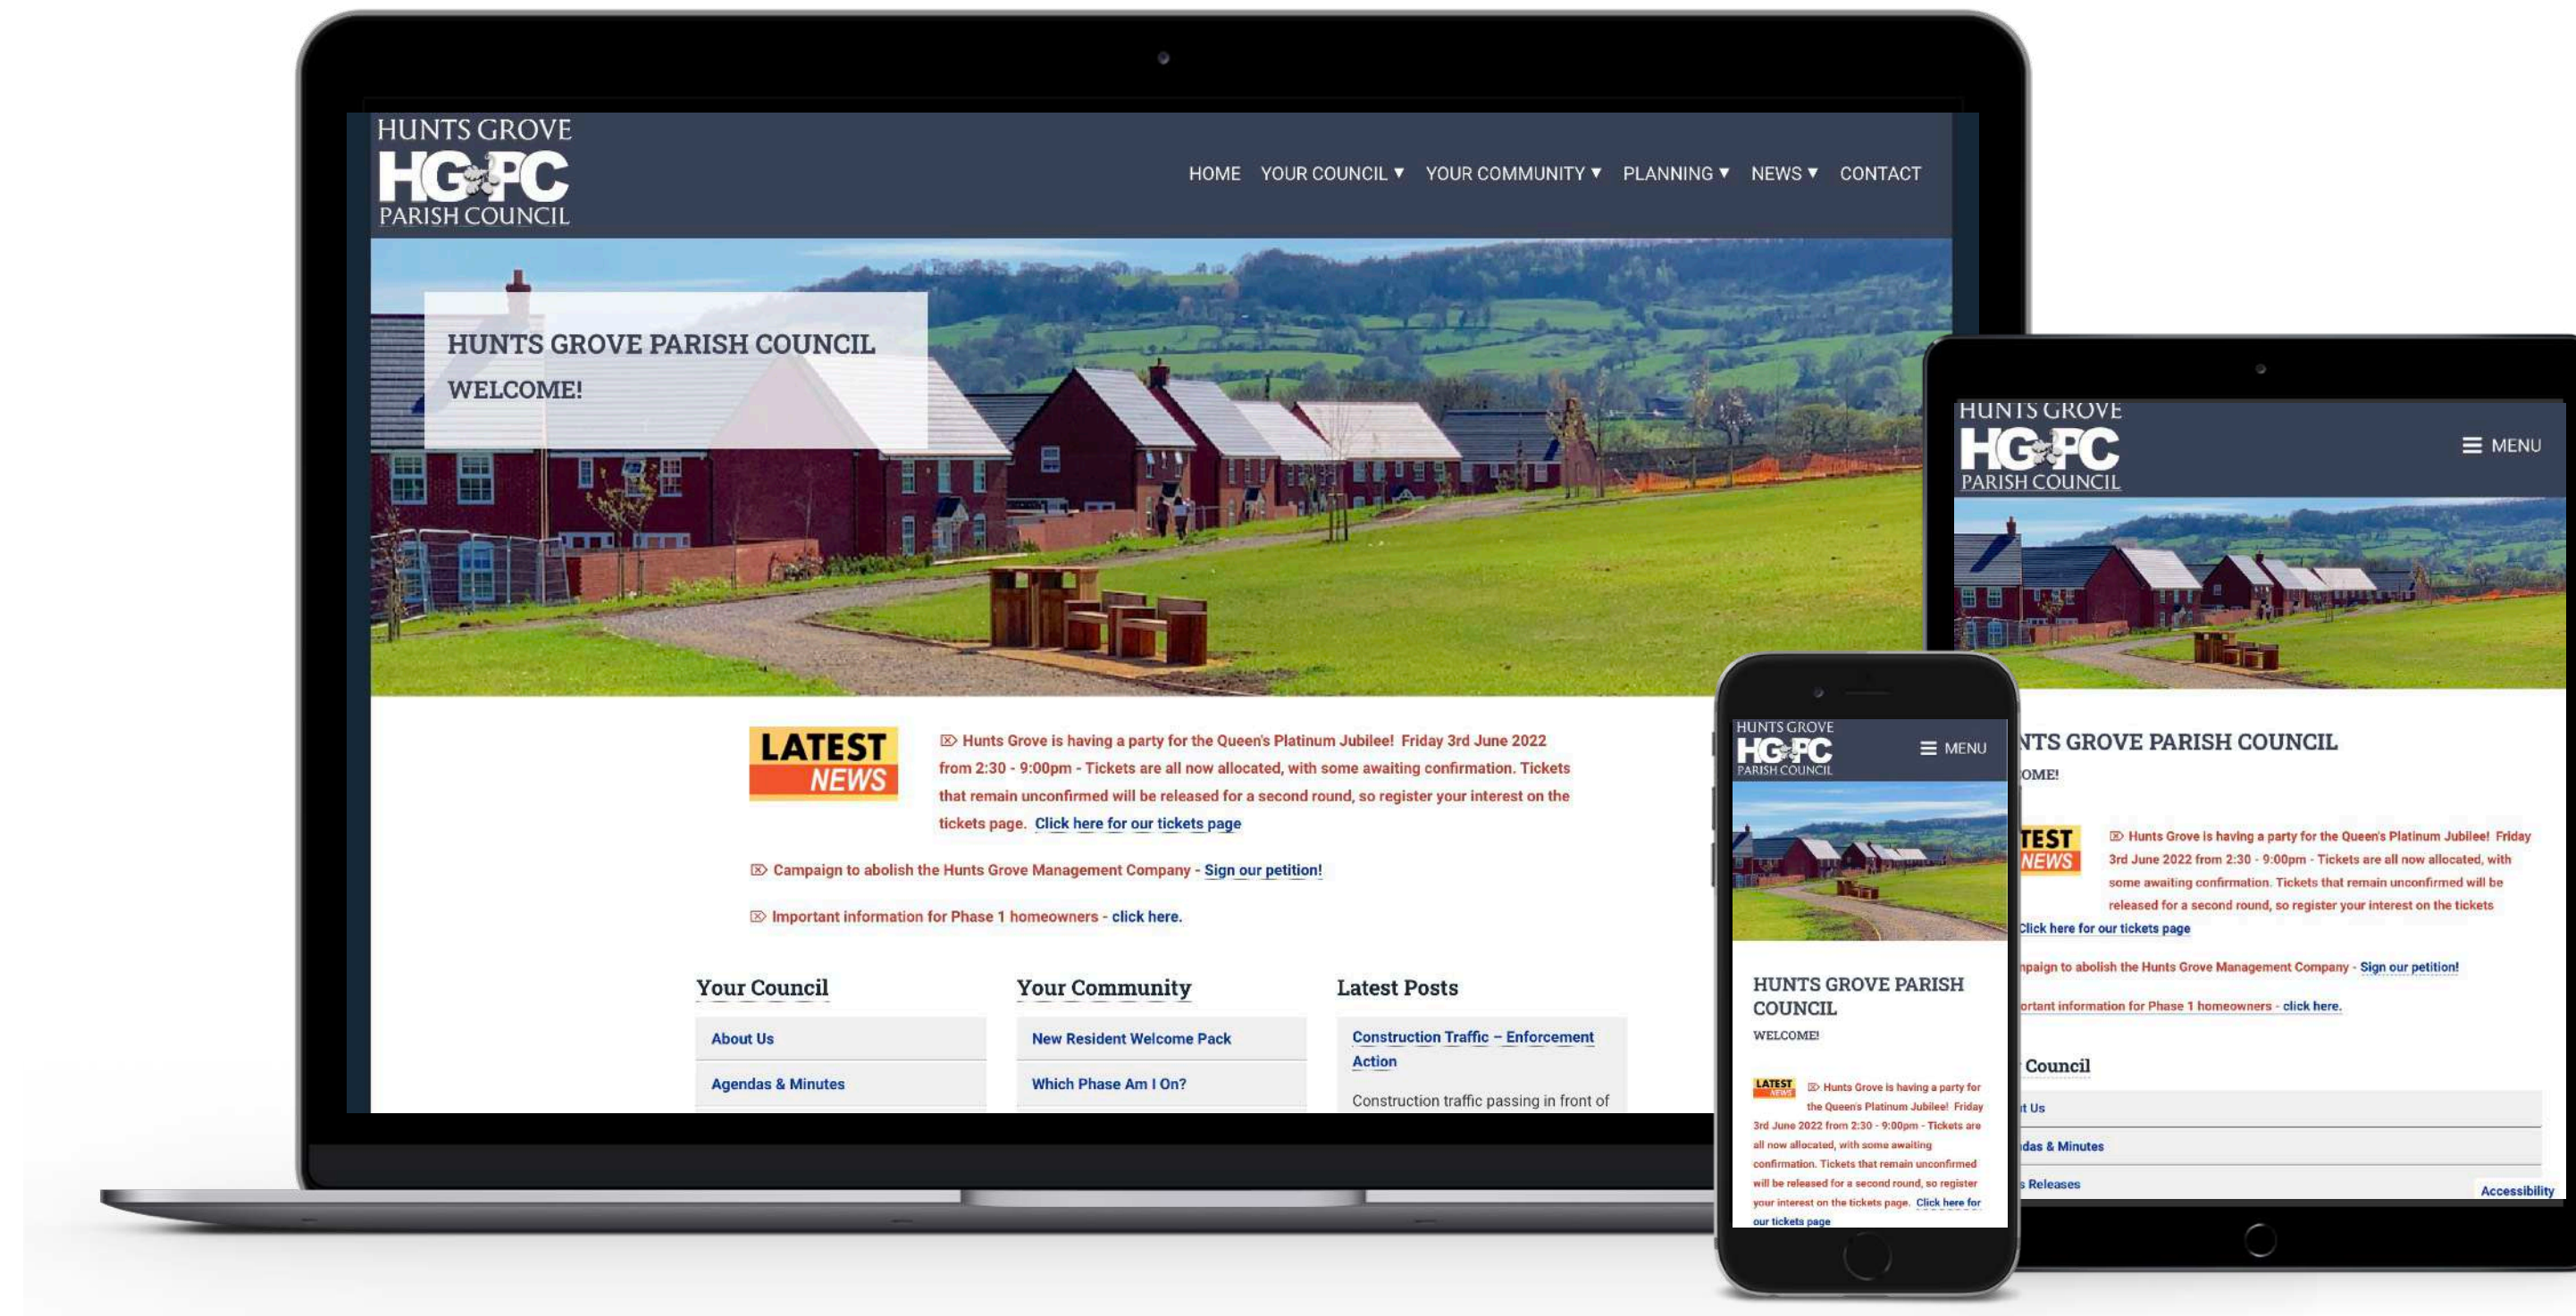 HUNTS GROVE
HG PC
PARISH COUNCIL
HOME YOUR COUNCIL ▼ YOUR COMMUNITY ▼ PLANNING ▼ NEWS ▼ CONTACT
HUNTS GROVE PARISH COUNCIL
WELCOME!
LATEST
NEWS
Hunts Grove is having a party for the Queen's Platinum Jubilee! Friday 3rd June 2022
from 2:30 - 9:00pm - Tickets are all now allocated, with some awaiting confirmation. Tickets
that remain unconfirmed will be released for a second round, so register your interest on the
tickets page. Click here for our tickets page
Campaign to abolish the Hunts Grove Management Company - Sign our petition!
Important information for Phase 1 homeowners - click here.
Your Council
About Us
Agendas & Minutes
Your Community
New Resident Welcome Pack
Which Phase Am I On?
Latest Posts
Construction Traffic – Enforcement
Action
Construction traffic passing in front of
HUNTS GROVE
HG PC
PARISH COUNCIL
MENU
HUNTS GROVE PARISH
COUNCIL
WELCOME!
LATEST
NEWS
Hunts Grove is having a party for
the Queen's Platinum Jubilee! Friday
3rd June 2022 from 2:30 - 9:00pm - Tickets are
all now allocated, with some awaiting
confirmation. Tickets that remain unconfirmed
will be released for a second round, so register
your interest on the tickets page. Click here for
our tickets page
HUNTS GROVE
HG PC
PARISH COUNCIL
MENU
NTS GROVE PARISH COUNCIL
OME!
TEST
NEWS
Hunts Grove is having a party for the Queen's Platinum Jubilee! Friday
3rd June 2022 from 2:30 - 9:00pm - Tickets are all now allocated, with
some awaiting confirmation. Tickets that remain unconfirmed will be
released for a second round, so register your interest on the tickets
Click here for our tickets page
paign to abolish the Hunts Grove Management Company - Sign our petition!
ortant information for Phase 1 homeowners - click here.
Council
t Us
das & Minutes
s Releases
Accessibility